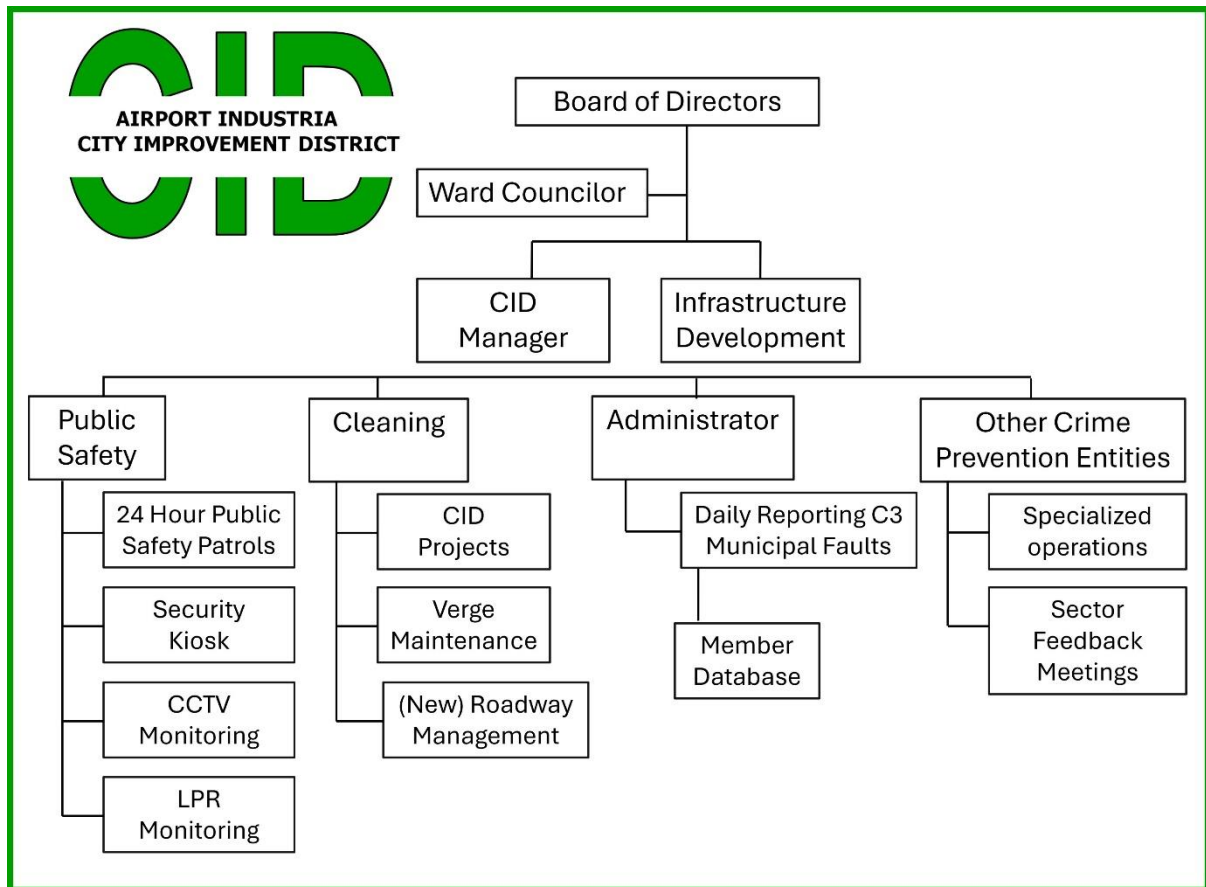 CID
AIRPORT INDUSTRIA
CITY IMPROVEMENT DISTRICT
Board of Directors
Ward Councilor
CID
Manager
Infrastructure
Development
Public
Safety
24 Hour Public
Safety Patrols
Security
Kiosk
CCTV
Monitoring
LPR
Monitoring
Cleaning
CID
Projects
Verge
Maintenance
(New) Roadway
Management
Administrator
Daily Reporting C3
Municipal Faults
Member
Database
Other Crime
Prevention Entities
Specialized
operations
Sector
Feedback
Meetings